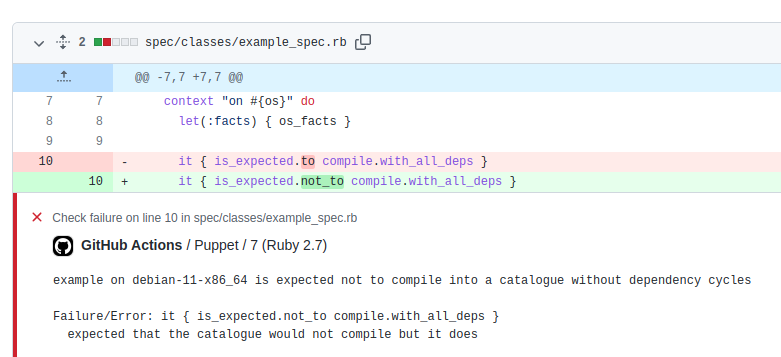 2 spec/classes/example_spec.rb
@@ -7,7 +7,7 @@
7 7 context "on #{os}" do
8 8 let(:facts) { os_facts }
9 9
10 - it { is_expected.to compile.with_all_deps }
10 + it { is_expected.not_to compile.with_all_deps }
Check failure on line 10 in spec/classes/example_spec.rb
GitHub Actions / Puppet / 7 (Ruby 2.7)
example on debian-11-x86_64 is expected not to compile into a catalogue without dependency cycles
Failure/Error: it { is_expected.not_to compile.with_all_deps }
expected that the catalogue would not compile but it does